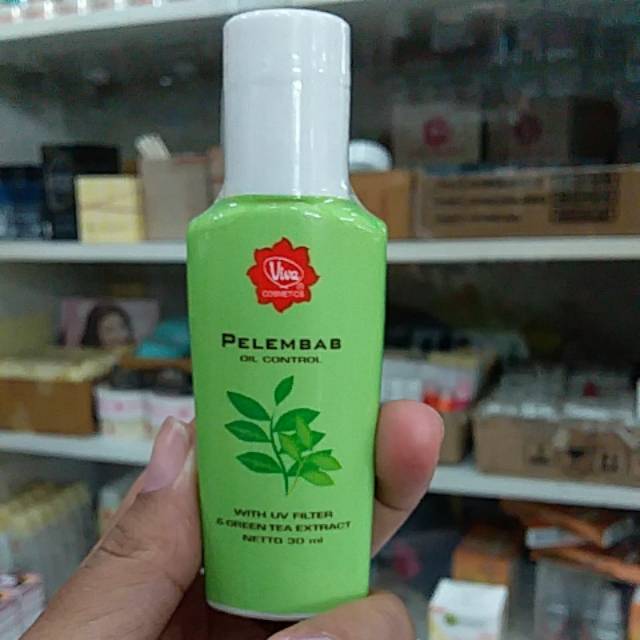 Viva
COSMETICS
PELEMBAB
OIL CONTROL
WITH UV FILTER
& GREEN TEA EXTRACT
NETTO 30 ml